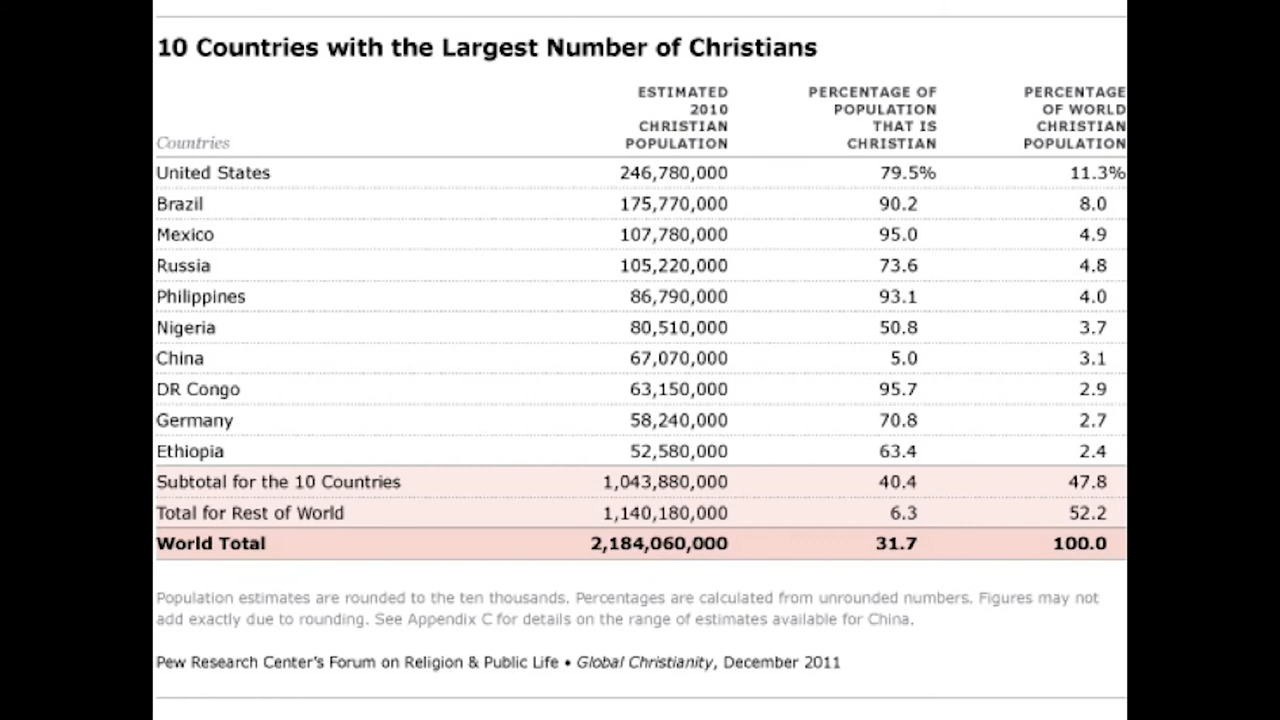 10 Countries with the Largest Number of Christians
Countries ESTIMATED 2010 CHRISTIAN POPULATION PERCENTAGE OF POPULATION THAT IS CHRISTIAN PERCENTAGE OF WORLD CHRISTIAN POPULATION
United States 246,780,000 79.5% 11.3%
Brazil 175,770,000 90.2 8.0
Mexico 107,780,000 95.0 4.9
Russia 105,220,000 73.6 4.8
Philippines 86,790,000 93.1 4.0
Nigeria 80,510,000 50.8 3.7
China 67,070,000 5.0 3.1
DR Congo 63,150,000 95.7 2.9
Germany 58,240,000 70.8 2.7
Ethiopia 52,580,000 63.4 2.4
Subtotal for the 10 Countries 1,043,880,000 40.4 47.8
Total for Rest of World 1,140,180,000 6.3 52.2
World Total 2,184,060,000 31.7 100.0
Population estimates are rounded to the ten thousands. Percentages are calculated from unrounded numbers. Figures may not
add exactly due to rounding. See Appendix C for details on the range of estimates available for China.
Pew Research Center's Forum on Religion & Public Life • Global Christianity, December 2011